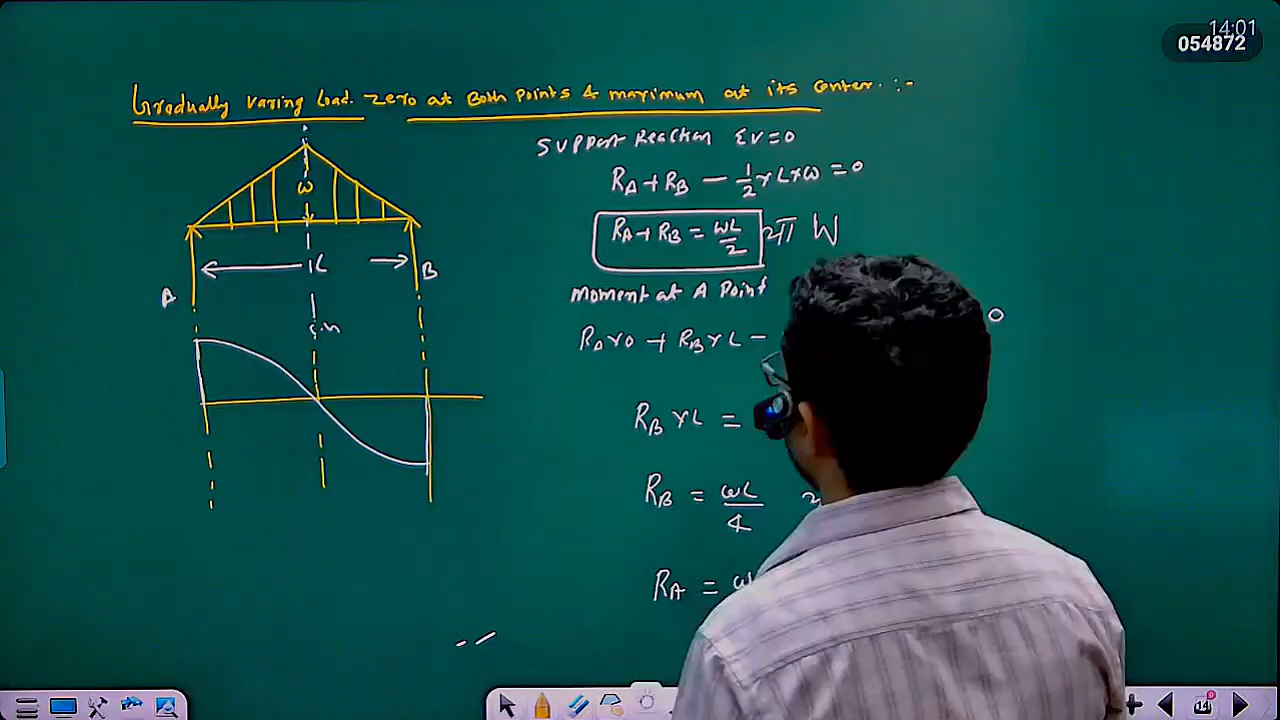 14:01
054872
Gradually Varing Load. Zero at Both Points & maximum at its Center. :-
Support Reaction Σv=0
RA+RB - 1/2 × L × ω = 0
RA+RB = ωL/2 या W
Moment at A Point
RA×0 + RB×L - 0
RB×L =
RB = ωL/4
RA = ω
ω
L
A
B
14